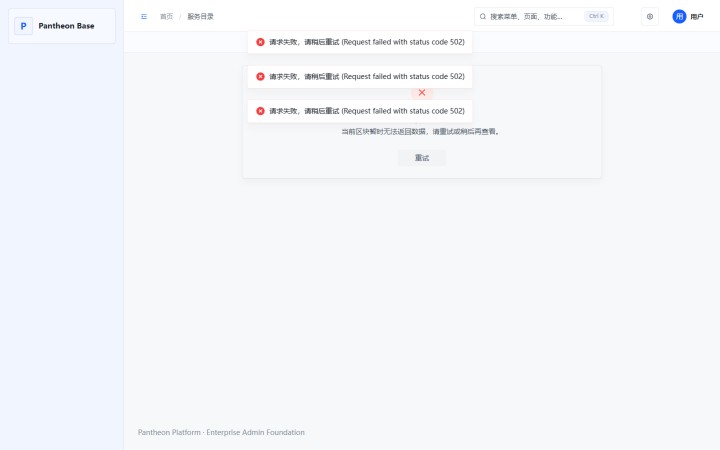 P Pantheon Base
首页 / 服务目录
搜索菜单、页面、功能... Ctrl K
用 用户
请求失败，请稍后重试 (Request failed with status code 502)
请求失败，请稍后重试 (Request failed with status code 502)
请求失败，请稍后重试 (Request failed with status code 502)
当前区块暂时无法返回数据，请重试或稍后再查看。
重试
Pantheon Platform · Enterprise Admin Foundation